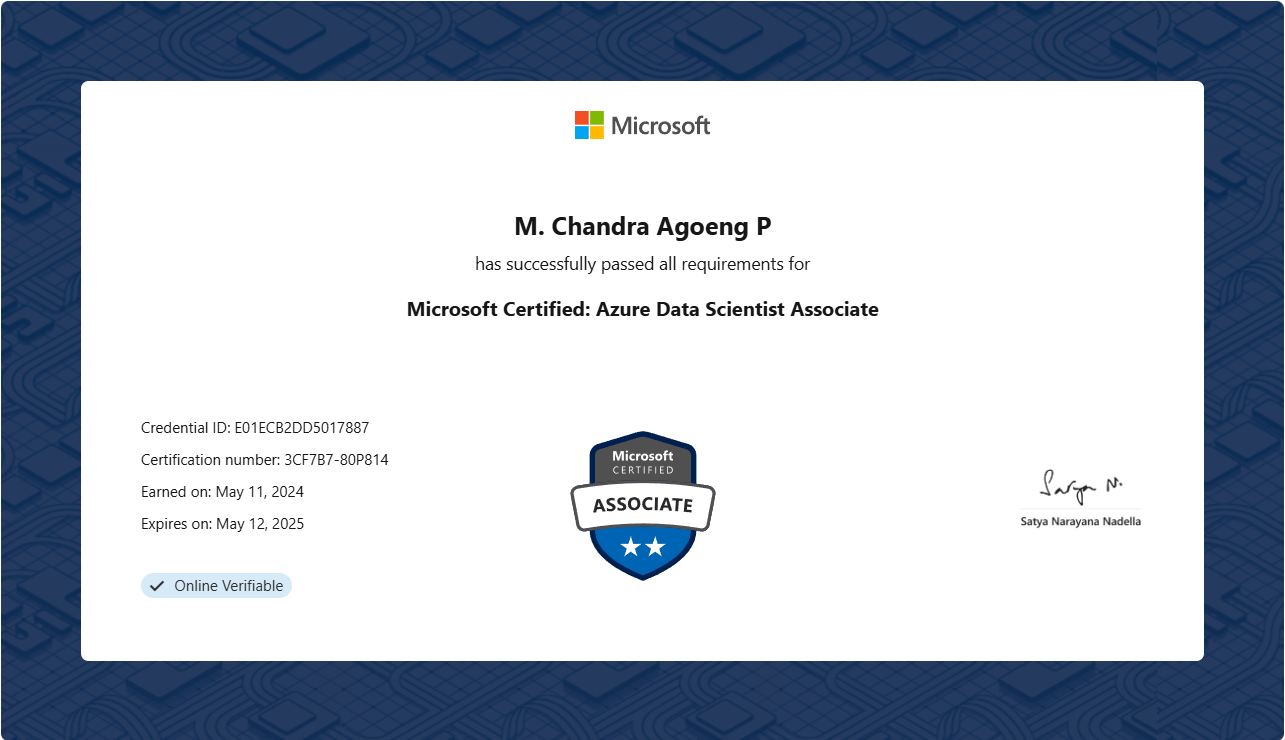 Microsoft
M. Chandra Agoeng P
has successfully passed all requirements for
Microsoft Certified: Azure Data Scientist Associate
Credential ID: E01ECB2DD5017887
Certification number: 3CF7B7-80P814
Earned on: May 11, 2024
Expires on: May 12, 2025
Online Verifiable
Microsoft
CERTIFIED
ASSOCIATE
Satya N.
Satya Narayana Nadella